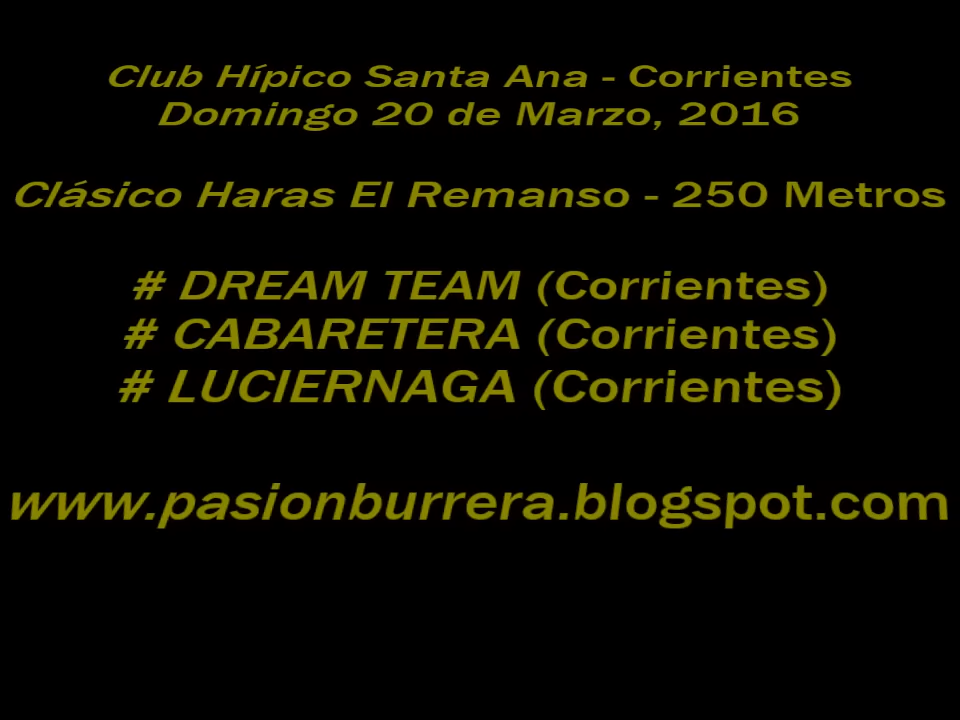 Club Hípico Santa Ana - Corrientes
Domingo 20 de Marzo, 2016
Clásico Haras El Remanso - 250 Metros
# DREAM TEAM (Corrientes)
# CABARETERA (Corrientes)
# LUCIERNAGA (Corrientes)
www.pasionburrera.blogspot.com